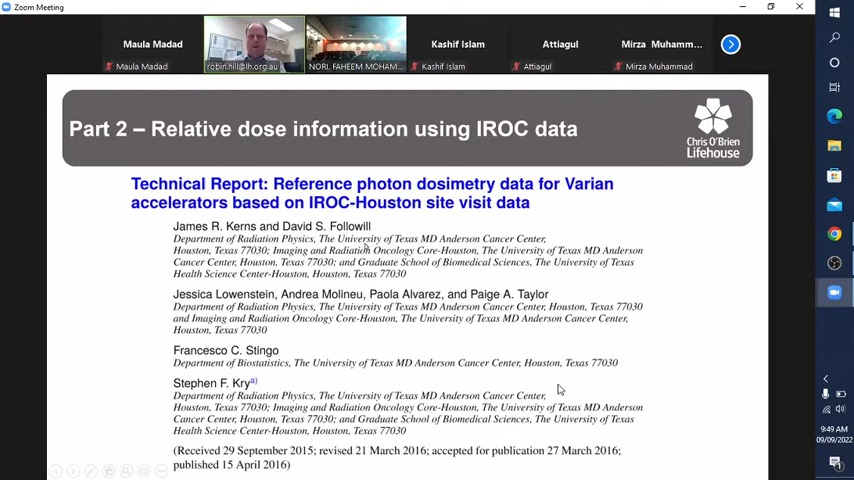 Zoom Meeting
Maula Madad
Kashif Islam
Attiagul
Mirza Muhamm...
Maula Madad
robin.hill@lh.org.au
NORI, FAHEEM MOHAM...
Kashif Islam
Attiagul
Mirza Muhammad
Part 2 – Relative dose information using IROC data
Chris O'Brien
Lifehouse
Technical Report: Reference photon dosimetry data for Varian
accelerators based on IROC-Houston site visit data
James R. Kerns and David S. Followill
Department of Radiation Physics, The University of Texas MD Anderson Cancer Center,
Houston, Texas 77030; Imaging and Radiation Oncology Core-Houston, The University of Texas MD Anderson
Cancer Center, Houston, Texas 77030; and Graduate School of Biomedical Sciences, The University of Texas
Health Science Center-Houston, Houston, Texas 77030
Jessica Lowenstein, Andrea Molineu, Paola Alvarez, and Paige A. Taylor
Department of Radiation Physics, The University of Texas MD Anderson Cancer Center, Houston, Texas 77030
and Imaging and Radiation Oncology Core-Houston, The University of Texas MD Anderson Cancer Center,
Houston, Texas 77030
Francesco C. Stingo
Department of Biostatistics, The University of Texas MD Anderson Cancer Center, Houston, Texas 77030
Stephen F. Kry a)
Department of Radiation Physics, The University of Texas MD Anderson Cancer Center,
Houston, Texas 77030; Imaging and Radiation Oncology Core-Houston, The University of Texas MD Anderson
Cancer Center, Houston, Texas 77030; and Graduate School of Biomedical Sciences, The University of Texas
Health Science Center-Houston, Houston, Texas 77030
(Received 29 September 2015; revised 21 March 2016; accepted for publication 27 March 2016;
published 15 April 2016)
9:49 AM
09/09/2022